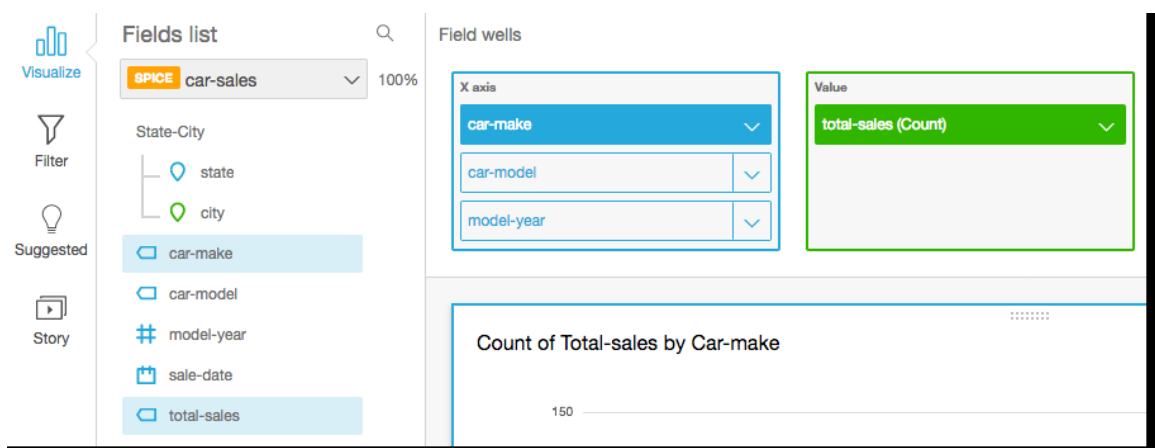 Visualize
Filter
Suggested
Story
Fields list
SPICE car-sales
100%
State-City
state
city
car-make
car-model
model-year
sale-date
total-sales
Field wells
X axis
car-make
car-model
model-year
Value
total-sales (Count)
Count of Total-sales by Car-make
150